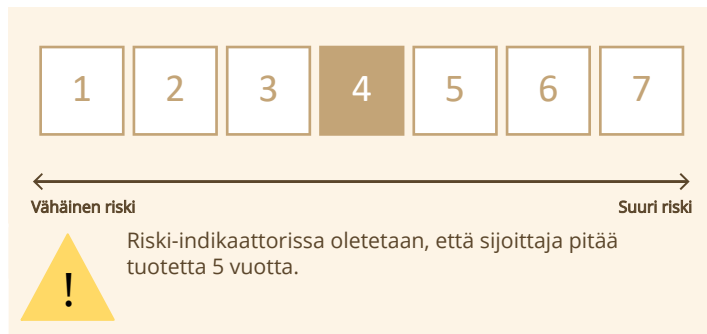 1 2 3 4 5 6 7
Vähäinen riski Suuri riski
Riski-indikaattorissa oletetaan, että sijoittaja pitää
tuotetta 5 vuotta.
!